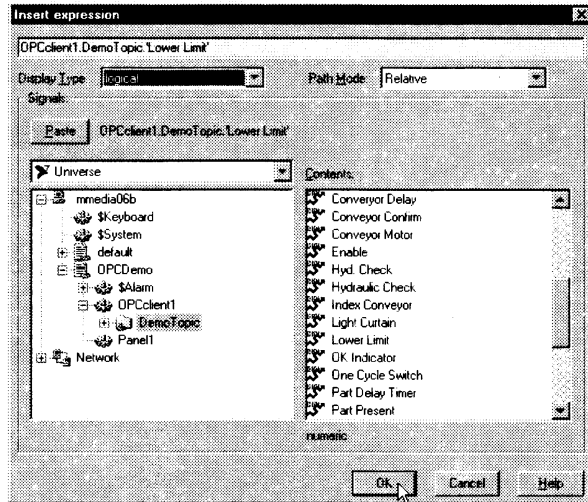 Insert expression
OPCclient1.DemoTopic.'Lower Limit'
Display Type logical Path Mode Relative
Signals
Paste OPCclient1.DemoTopic.'Lower Limit'
Universe
Contents:
mmedia06b
$Keyboard
$System
default
OPCDemo
$Alarm
OPCclient1
DemoTopic
Panel1
Network
Converyor Delay
Conveyor Confirm
Conveyor Motor
Enable
Hyd. Check
Hydraulic Check
Index Conveyor
Light Curtain
Lower Limit
OK Indicator
One Cycle Switch
Part Delay Timer
Part Present
numeric
OK Cancel Help